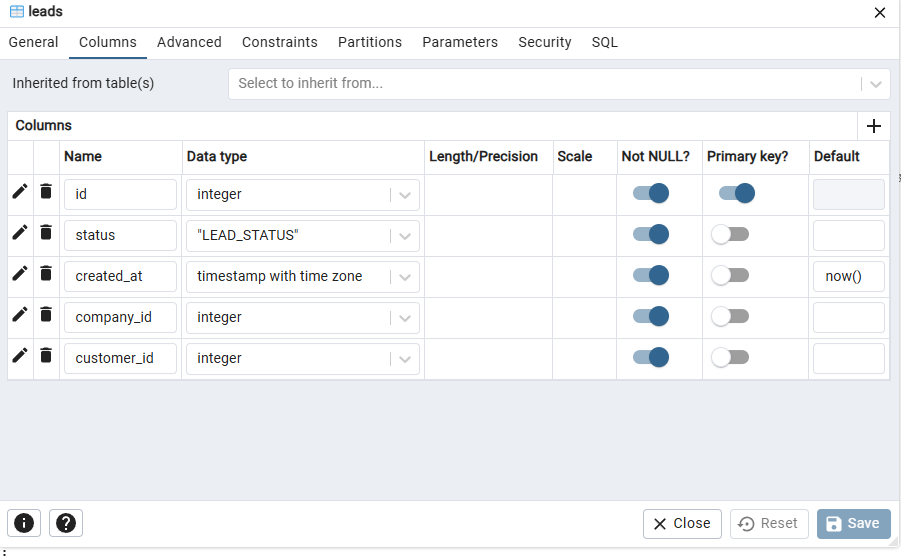 leads
General Columns Advanced Constraints Partitions Parameters Security SQL
Inherited from table(s) Select to inherit from...
Columns
Name Data type Length/Precision Scale Not NULL? Primary key? Default
id integer
status "LEAD_STATUS"
created_at timestamp with time zone now()
company_id integer
customer_id integer
Close Reset Save